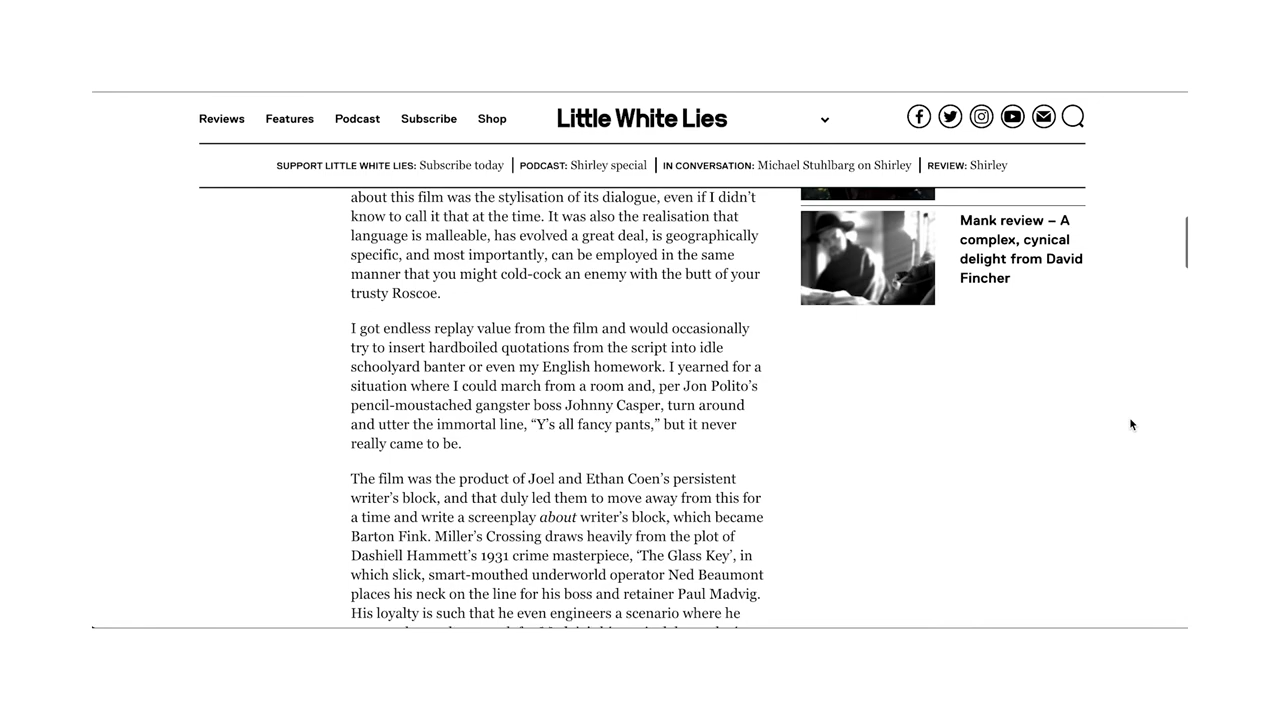 Reviews Features Podcast Subscribe Shop Little White Lies
SUPPORT LITTLE WHITE LIES: Subscribe today | PODCAST: Shirley special | IN CONVERSATION: Michael Stuhlbarg on Shirley | REVIEW: Shirley
about this film was the stylisation of its dialogue, even if I didn’t
know to call it that at the time. It was also the realisation that
language is malleable, has evolved a great deal, is geographically
specific, and most importantly, can be employed in the same
manner that you might cold-cock an enemy with the butt of your
trusty Roscoe.
I got endless replay value from the film and would occasionally
try to insert hardboiled quotations from the script into idle
schoolyard banter or even my English homework. I yearned for a
situation where I could march from a room and, per Jon Polito’s
pencil-moustached gangster boss Johnny Casper, turn around
and utter the immortal line, “Y’s all fancy pants,” but it never
really came to be.
The film was the product of Joel and Ethan Coen’s persistent
writer’s block, and that duly led them to move away from this for
a time and write a screenplay about writer’s block, which became
Barton Fink. Miller’s Crossing draws heavily from the plot of
Dashiell Hammett’s 1931 crime masterpiece, ‘The Glass Key’, in
which slick, smart-mouthed underworld operator Ned Beaumont
places his neck on the line for his boss and retainer Paul Madvig.
His loyalty is such that he even engineers a scenario where he
Mank review – A
complex, cynical
delight from David
Fincher